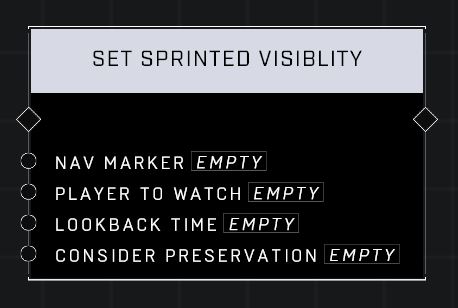 SET SPRINTED VISIBLITY
NAV MARKER EMPTY
PLAYER TO WATCH EMPTY
LOOKBACK TIME EMPTY
CONSIDER PRESERVATION EMPTY